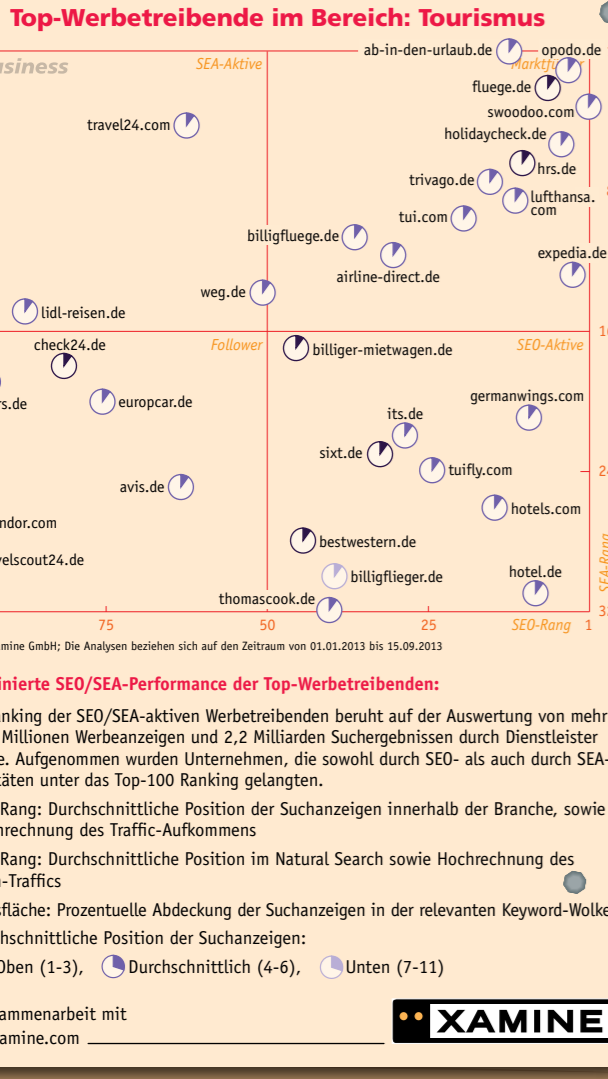 Top-Werbetreibende im Bereich: Tourismus
usiness
SEA-Aktive
ab-in-den-urlaub.de
opodo.de
fluege.de
swoodoo.com
travel24.com
holidaycheck.de
hrs.de
trivago.de
lufthansa.
com
tui.com
billigfluege.de
expedia.de
airline-direct.de
weg.de
lidl-reisen.de
check24.de
Follower
billiger-mietwagen.de
SEO-Aktive
rs.de
europcar.de
germanwings.com
its.de
sixt.de
tuifly.com
avis.de
hotels.com
ndor.com
bestwestern.de
velscout24.de
billigflieger.de
hotel.de
thomascook.de
SEA-Rang
75 50 25 SEO-Rang 1
amine GmbH; Die Analysen beziehen sich auf den Zeitraum von 01.01.2013 bis 15.09.2013
inierte SEO/SEA-Performance der Top-Werbetreibenden:
anking der SEO/SEA-aktiven Werbetreibenden beruht auf der Auswertung von mehr
Millionen Werbeanzeigen und 2,2 Milliarden Suchergebnissen durch Dienstleister
e. Aufgenommen wurden Unternehmen, die sowohl durch SEO- als auch durch SEA-
täten unter das Top-100 Ranking gelangten.
Rang: Durchschnittliche Position der Suchanzeigen innerhalb der Branche, sowie
hrechnung des Traffic-Aufkommens
Rang: Durchschnittliche Position im Natural Search sowie Hochrechnung des
-Traffics
sfläche: Prozentuelle Abdeckung der Suchanzeigen in der relevanten Keyword-Wolke
hschnittliche Position der Suchanzeigen:
Oben (1-3), Durchschnittlich (4-6), Unten (7-11)
ammenarbeit mit
amine.com
XAMINE